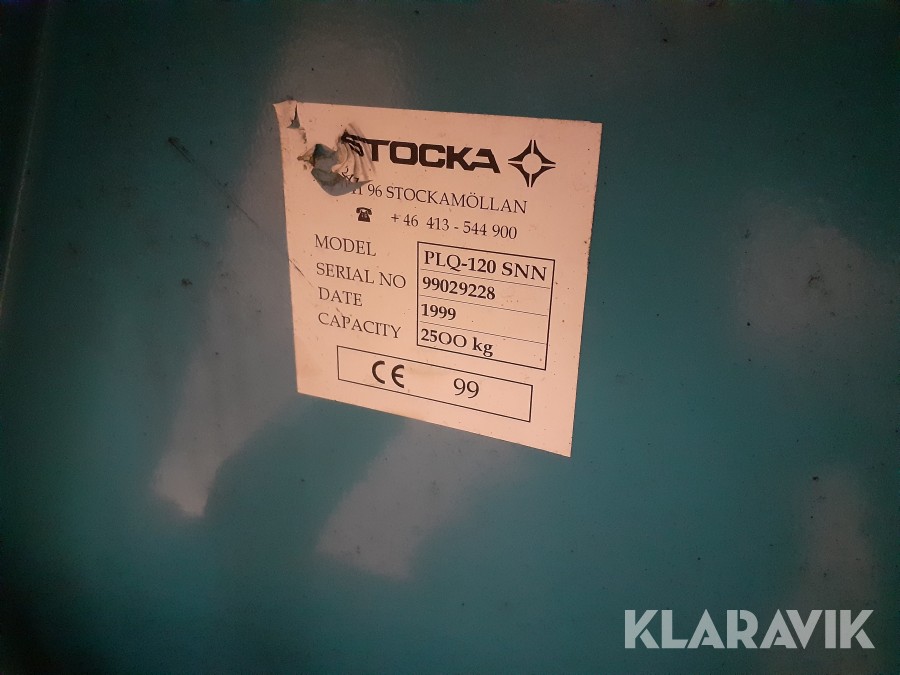 STOCKA
96 STOCKAMÖLLAN
☎ +46 413 - 544 900
MODEL PLQ-120 SNN
SERIAL NO 99029228
DATE 1999
CAPACITY 2500 kg
CE 99
KLARAVIK